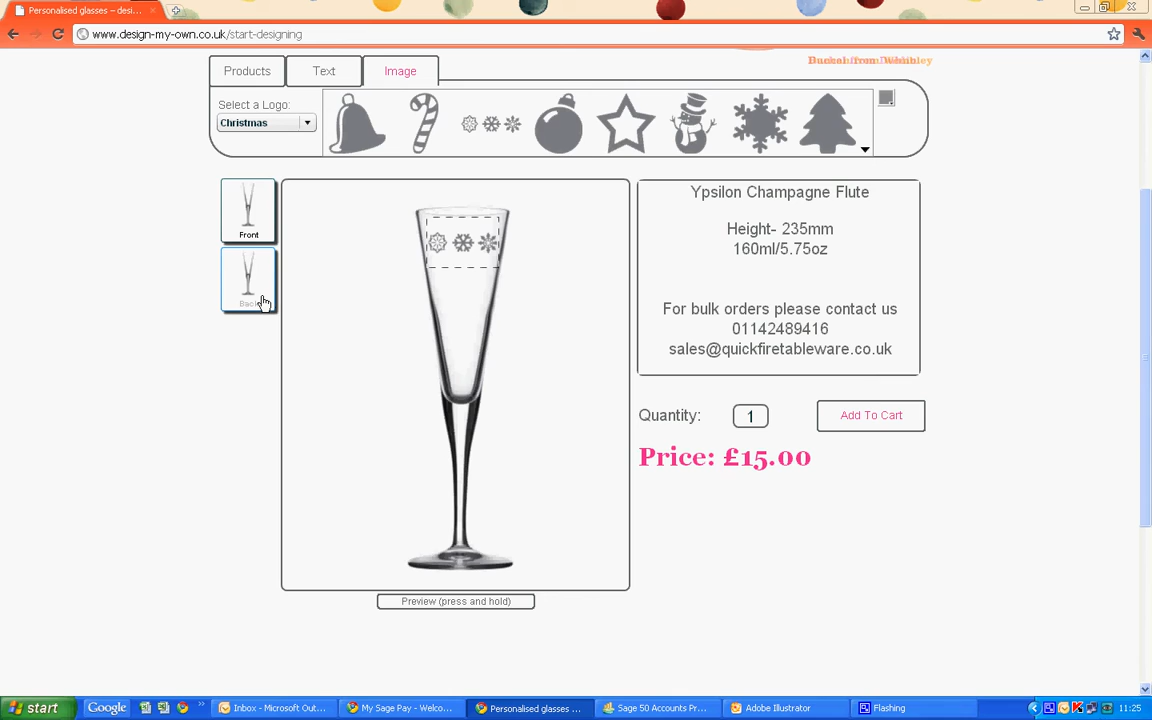 Personalised glasses – desi...
www.design-my-own.co.uk/start-designing
Products
Text
Image
Select a Logo:
Christmas
Front
Back
Ypsilon Champagne Flute
Height- 235mm
160ml/5.75oz
For bulk orders please contact us
01142489416
sales@quickfiretableware.co.uk
Quantity:
1
Add To Cart
Price: £15.00
Preview (press and hold)
start
Google
Inbox - Microsoft Out...
My Sage Pay - Welco...
Personalised glasses ...
Sage 50 Accounts Pr...
Adobe Illustrator
Flashing
11:25